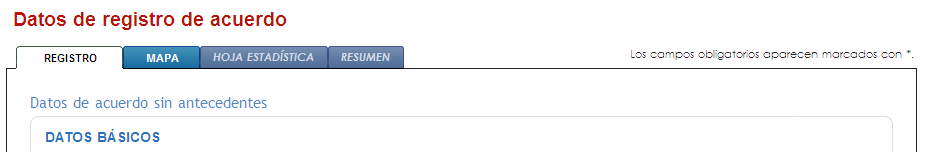 Datos de registro de acuerdo
REGISTRO MAPA HOJA ESTADÍSTICA RESUMEN Los campos obligatorios aparecen marcados con *.
Datos de acuerdo sin antecedentes
DATOS BÁSICOS